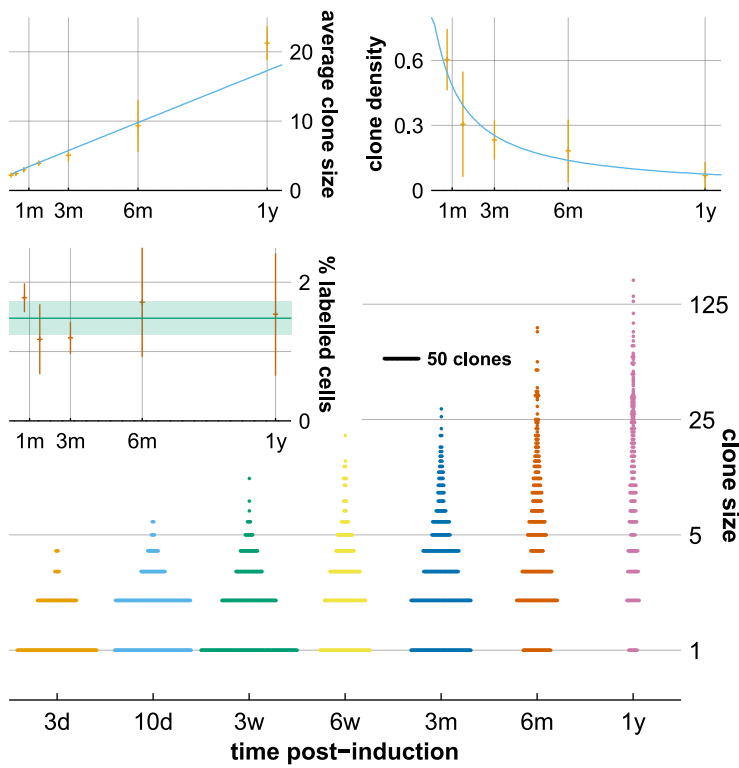 average clone size
20
10
0
1m
3m
6m
1y
clone density
0.6
0.3
0
1m
3m
6m
1y
% labelled cells
2
0
1m
3m
6m
1y
50 clones
clone size
125
25
5
1
3d
10d
3w
6w
3m
6m
1y
time post−induction